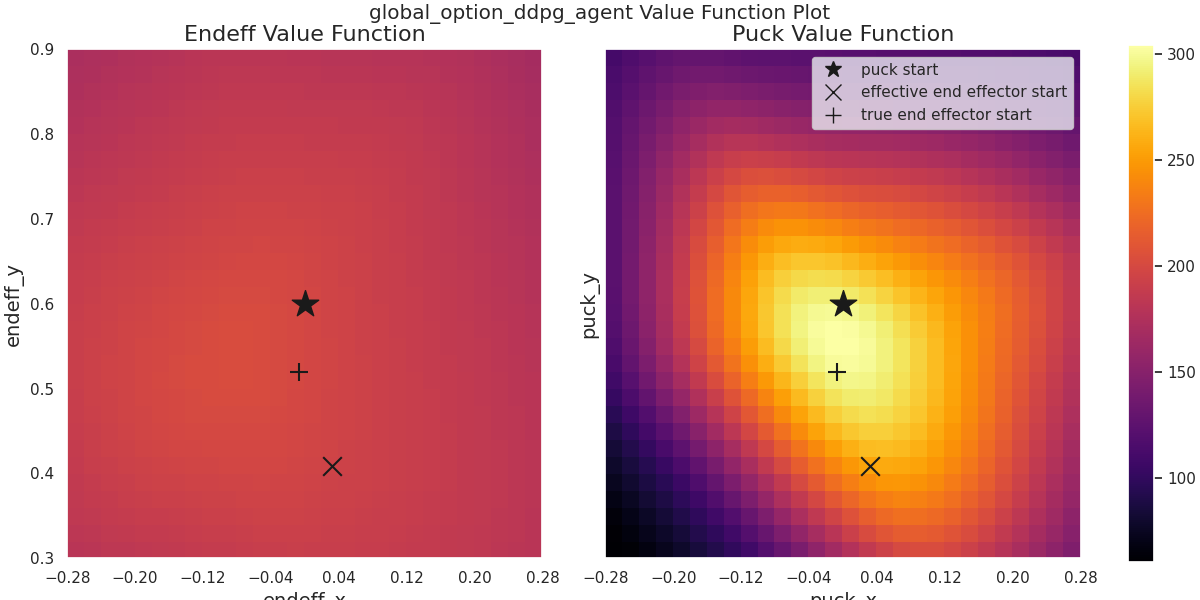 global_option_ddpg_agent Value Function Plot
Endeff Value Function
0.9
0.8
0.7
0.6
0.5
0.4
0.3
endeff_y
−0.28 −0.20 −0.12 −0.04 0.04 0.12 0.20 0.28
endeff_x
Puck Value Function
puck start
effective end effector start
true end effector start
puck_y
−0.28 −0.20 −0.12 −0.04 0.04 0.12 0.20 0.28
puck_x
300
250
200
150
100